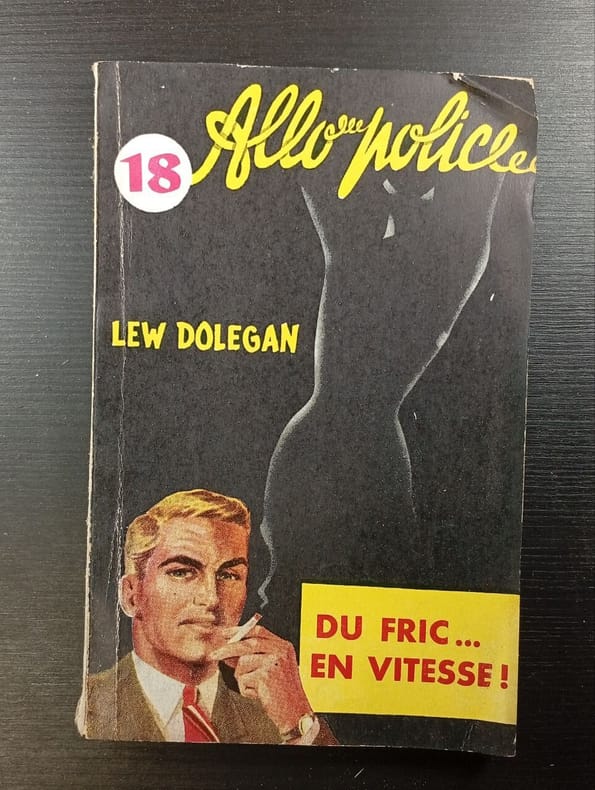 18
Allo... police...
LEW DOLEGAN
DU FRIC...
EN VITESSE !